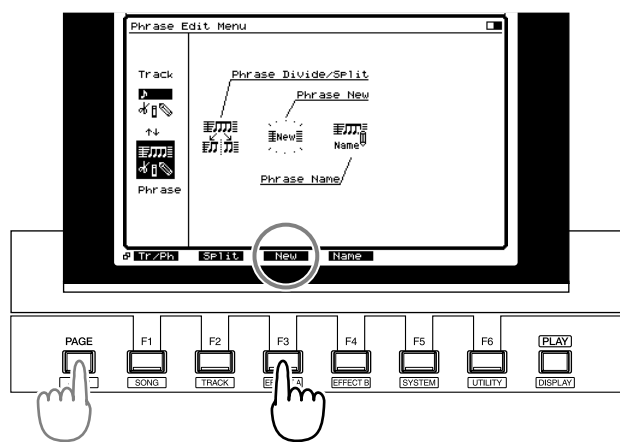 Phrase Edit Menu
Track
Phrase Divide/Split
Phrase New
New
Name
Phrase Name
Phrase
Tr/Ph Split New Name
PAGE F1 F2 F3 F4 F5 F6 PLAY
SONG TRACK EFFECT B SYSTEM UTILITY DISPLAY